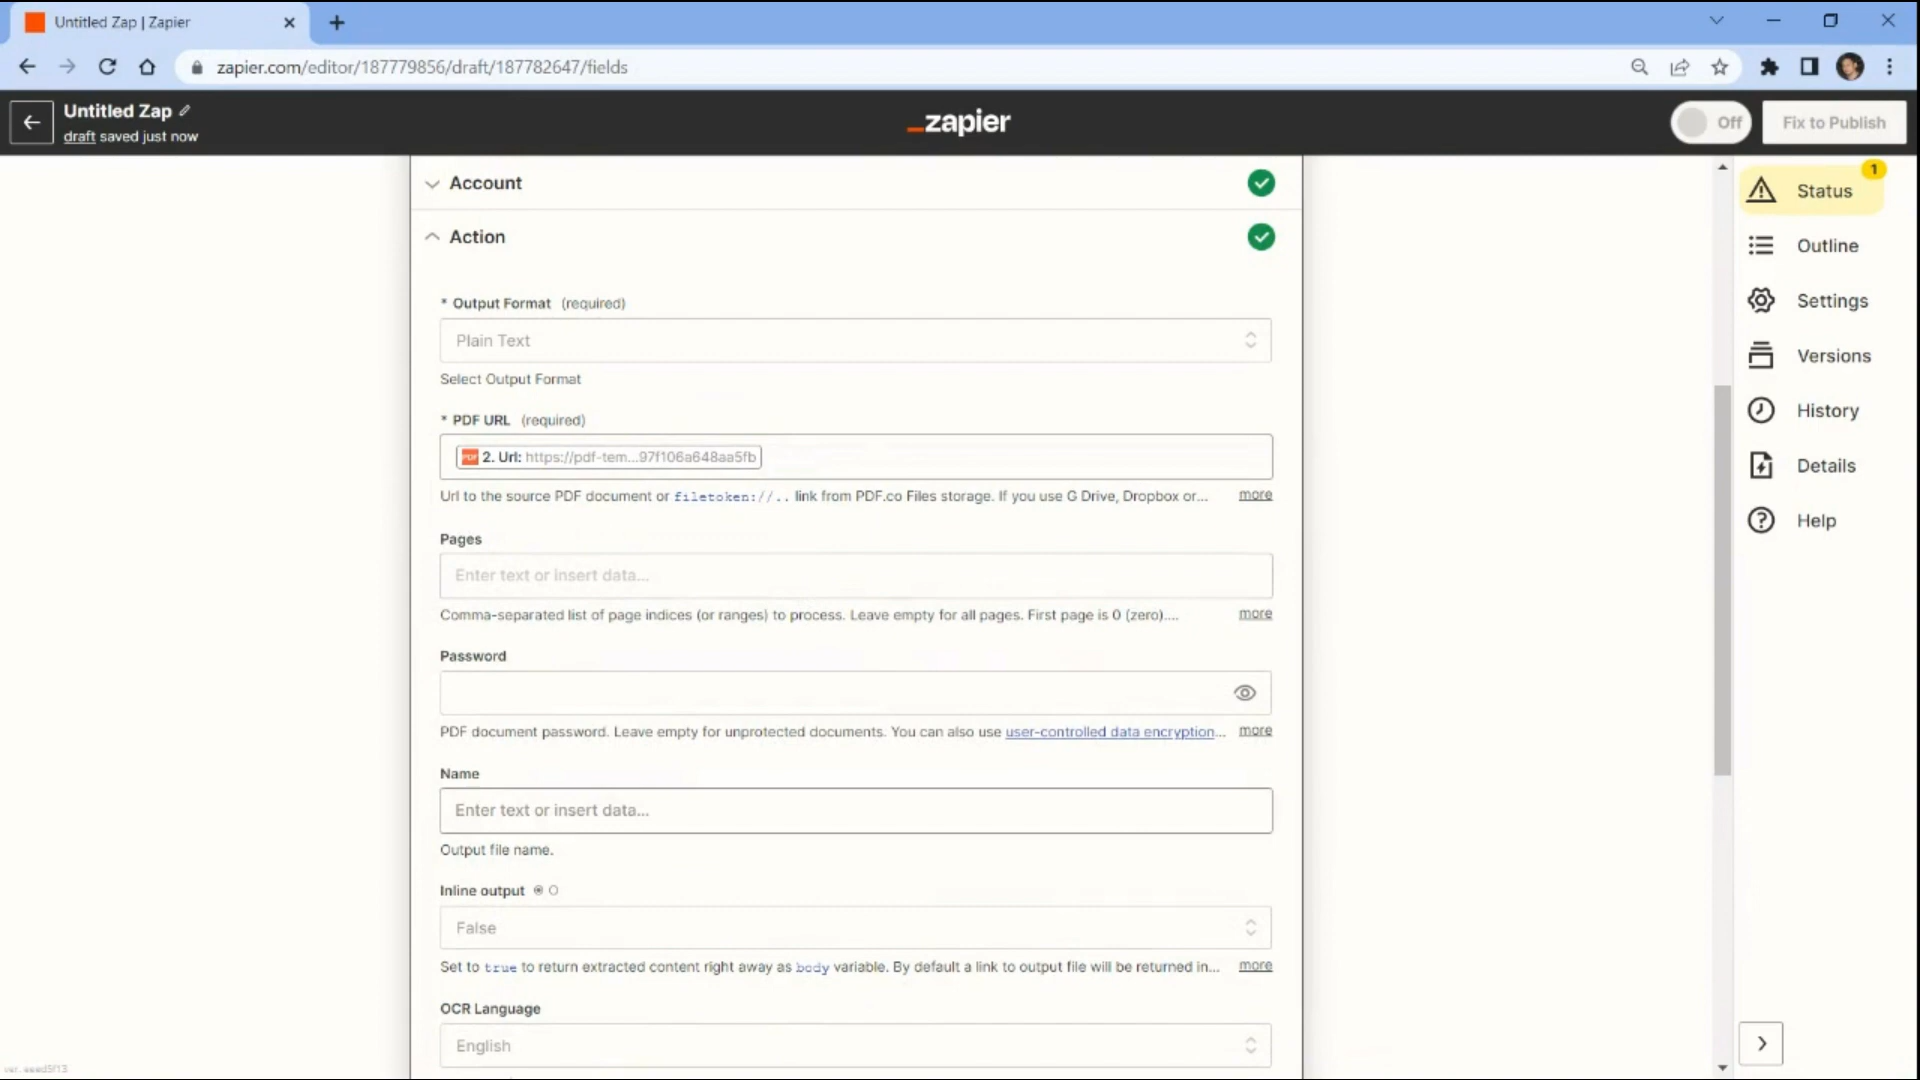 Untitled Zap | Zapier
zapier.com/editor/187779856/draft/187782647/fields
Untitled Zap
draft saved just now
_zapier
Off
Fix to Publish
Account
Action
* Output Format (required)
Plain Text
Select Output Format
* PDF URL (required)
PDF 2. Url: https://pdf-tem...97f106a648aa5fb
Url to the source PDF document or filetoken://.. link from PDF.co Files storage. If you use G Drive, Dropbox or... more
Pages
Enter text or insert data...
Comma-separated list of page indices (or ranges) to process. Leave empty for all pages. First page is 0 (zero).... more
Password
PDF document password. Leave empty for unprotected documents. You can also use user-controlled data encryption... more
Name
Enter text or insert data...
Output file name.
Inline output
False
Set to true to return extracted content right away as body variable. By default a link to output file will be returned in... more
OCR Language
English
1
Status
Outline
Settings
Versions
History
Details
Help